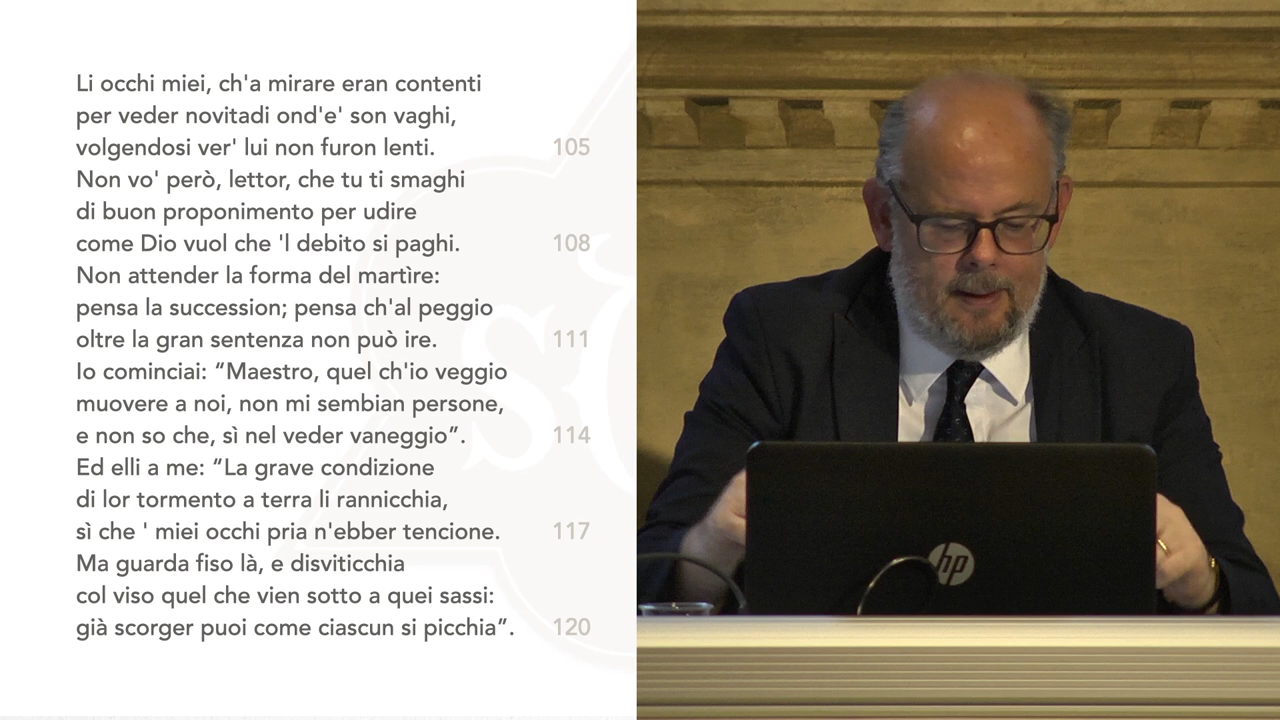 Li occhi miei, ch'a mirare eran contenti
per veder novitadi ond'e' son vaghi,
volgendosi ver' lui non furon lenti. 105
Non vo' però, lettor, che tu ti smaghi
di buon proponimento per udire
come Dio vuol che 'l debito si paghi. 108
Non attender la forma del martìre:
pensa la succession; pensa ch'al peggio
oltre la gran sentenza non può ire. 111
Io cominciai: “Maestro, quel ch'io veggio
muovere a noi, non mi sembian persone,
e non so che, sì nel veder vaneggio”. 114
Ed elli a me: “La grave condizione
di lor tormento a terra li rannicchia,
sì che ' miei occhi pria n'ebber tencione. 117
Ma guarda fiso là, e disviticchia
col viso quel che vien sotto a quei sassi:
già scorger puoi come ciascun si picchia”. 120
hp